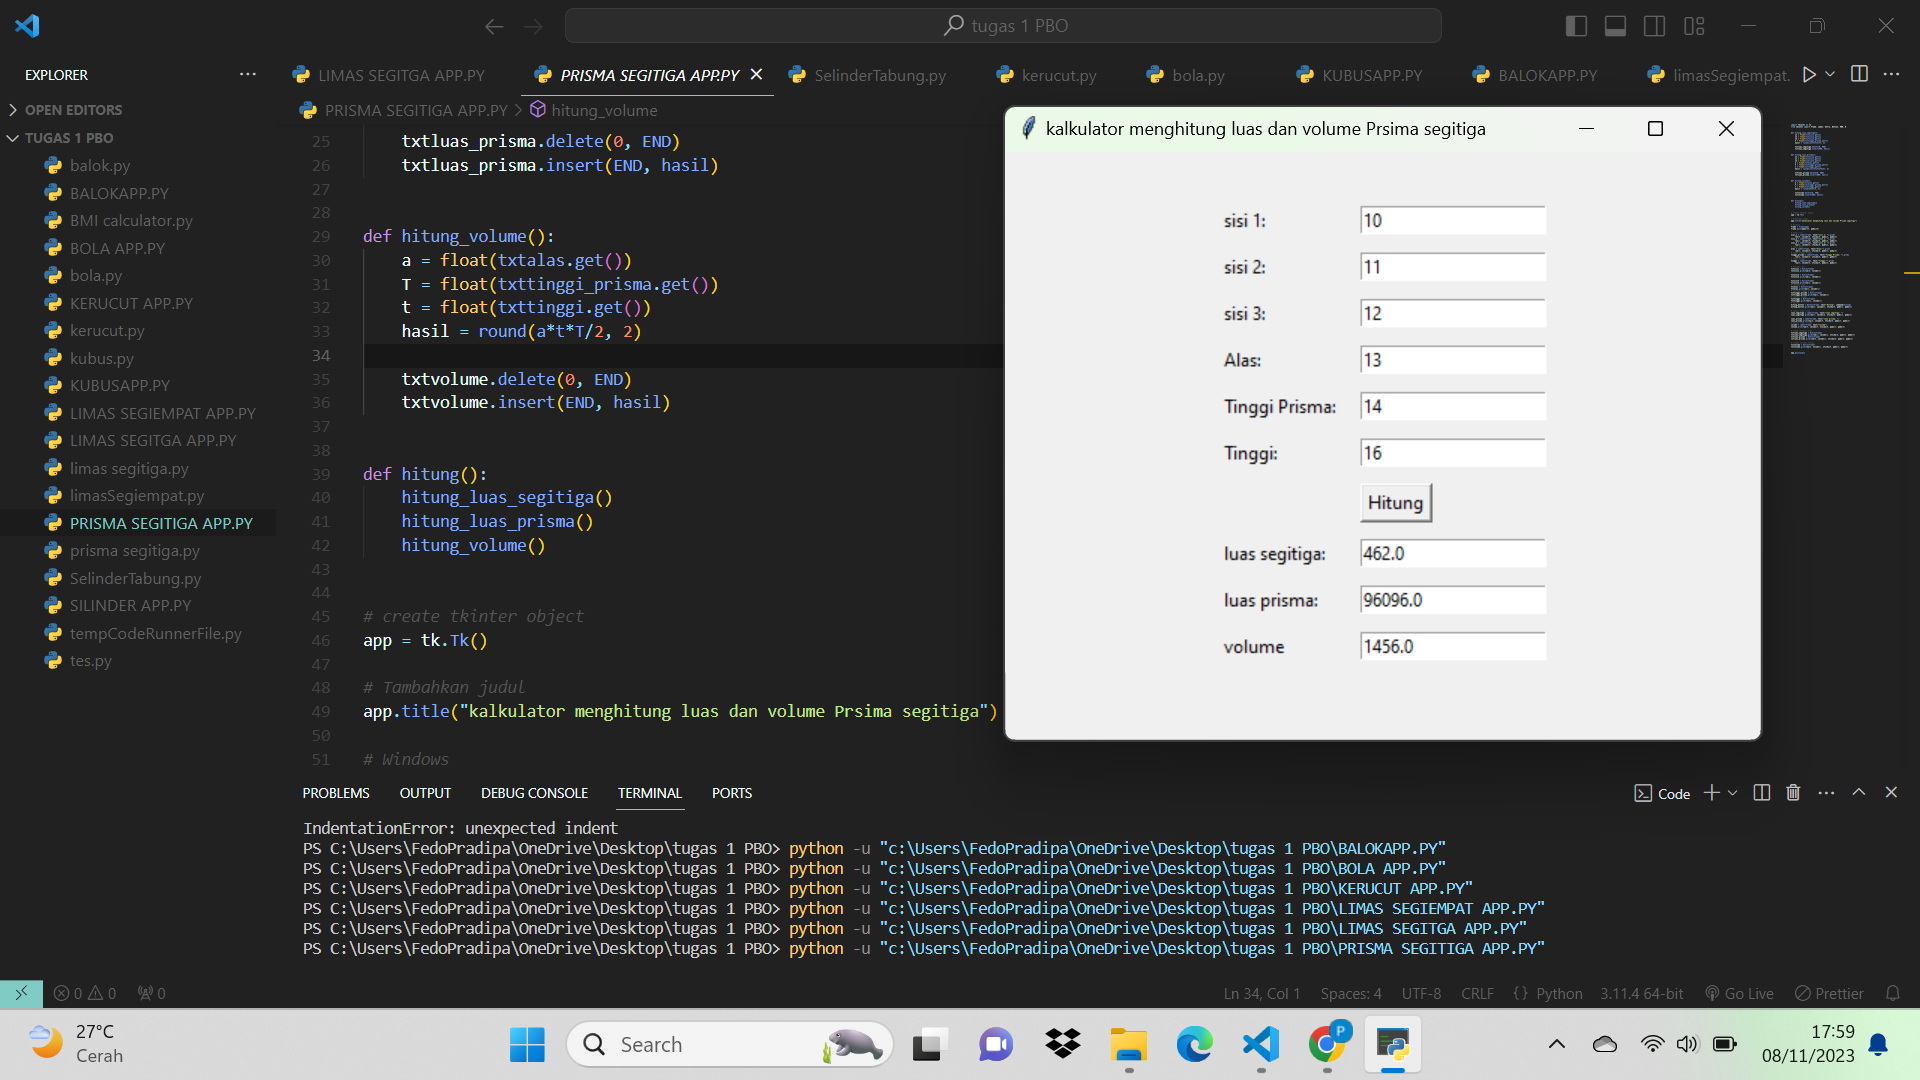 tugas 1 PBO
EXPLORER
LIMAS SEGITGA APP.PY
PRISMA SEGITIGA APP.PY
SelinderTabung.py
kerucut.py
bola.py
KUBUSAPP.PY
BALOKAPP.PY
limasSegiempat.
OPEN EDITORS
TUGAS 1 PBO
balok.py
BALOKAPP.PY
BMI calculator.py
BOLA APP.PY
bola.py
KERUCUT APP.PY
kerucut.py
kubus.py
KUBUSAPP.PY
LIMAS SEGIEMPAT APP.PY
LIMAS SEGITGA APP.PY
limas segitiga.py
limasSegiempat.py
PRISMA SEGITIGA APP.PY
prisma segitiga.py
SelinderTabung.py
SILINDER APP.PY
tempCodeRunnerFile.py
tes.py
PRISMA SEGITIGA APP.PY > hitung_volume
25 txtluas_prisma.delete(0, END)
26 txtluas_prisma.insert(END, hasil)
27
28
29 def hitung_volume():
30 a = float(txtalas.get())
31 T = float(txttinggi_prisma.get())
32 t = float(txttinggi.get())
33 hasil = round(a*t*T/2, 2)
34
35 txtvolume.delete(0, END)
36 txtvolume.insert(END, hasil)
37
38
39 def hitung():
40 hitung_luas_segitiga()
41 hitung_luas_prisma()
42 hitung_volume()
43
44
45 # create tkinter object
46 app = tk.Tk()
47
48 # Tambahkan judul
49 app.title("kalkulator menghitung luas dan volume Prsima segitiga")
50
51 # Windows
kalkulator menghitung luas dan volume Prsima segitiga
sisi 1: 10
sisi 2: 11
sisi 3: 12
Alas: 13
Tinggi Prisma: 14
Tinggi: 16
Hitung
luas segitiga: 462.0
luas prisma: 96096.0
volume 1456.0
PROBLEMS OUTPUT DEBUG CONSOLE TERMINAL PORTS
Code
IndentationError: unexpected indent
PS C:\Users\FedoPradipa\OneDrive\Desktop\tugas 1 PBO> python -u "c:\Users\FedoPradipa\OneDrive\Desktop\tugas 1 PBO\BALOKAPP.PY"
PS C:\Users\FedoPradipa\OneDrive\Desktop\tugas 1 PBO> python -u "c:\Users\FedoPradipa\OneDrive\Desktop\tugas 1 PBO\BOLA APP.PY"
PS C:\Users\FedoPradipa\OneDrive\Desktop\tugas 1 PBO> python -u "c:\Users\FedoPradipa\OneDrive\Desktop\tugas 1 PBO\KERUCUT APP.PY"
PS C:\Users\FedoPradipa\OneDrive\Desktop\tugas 1 PBO> python -u "c:\Users\FedoPradipa\OneDrive\Desktop\tugas 1 PBO\LIMAS SEGIEMPAT APP.PY"
PS C:\Users\FedoPradipa\OneDrive\Desktop\tugas 1 PBO> python -u "c:\Users\FedoPradipa\OneDrive\Desktop\tugas 1 PBO\LIMAS SEGITGA APP.PY"
PS C:\Users\FedoPradipa\OneDrive\Desktop\tugas 1 PBO> python -u "c:\Users\FedoPradipa\OneDrive\Desktop\tugas 1 PBO\PRISMA SEGITIGA APP.PY"
0 0 0
Ln 34, Col 1 Spaces: 4 UTF-8 CRLF {} Python 3.11.4 64-bit Go Live Prettier
27°C
Cerah
Search
P
17:59
08/11/2023